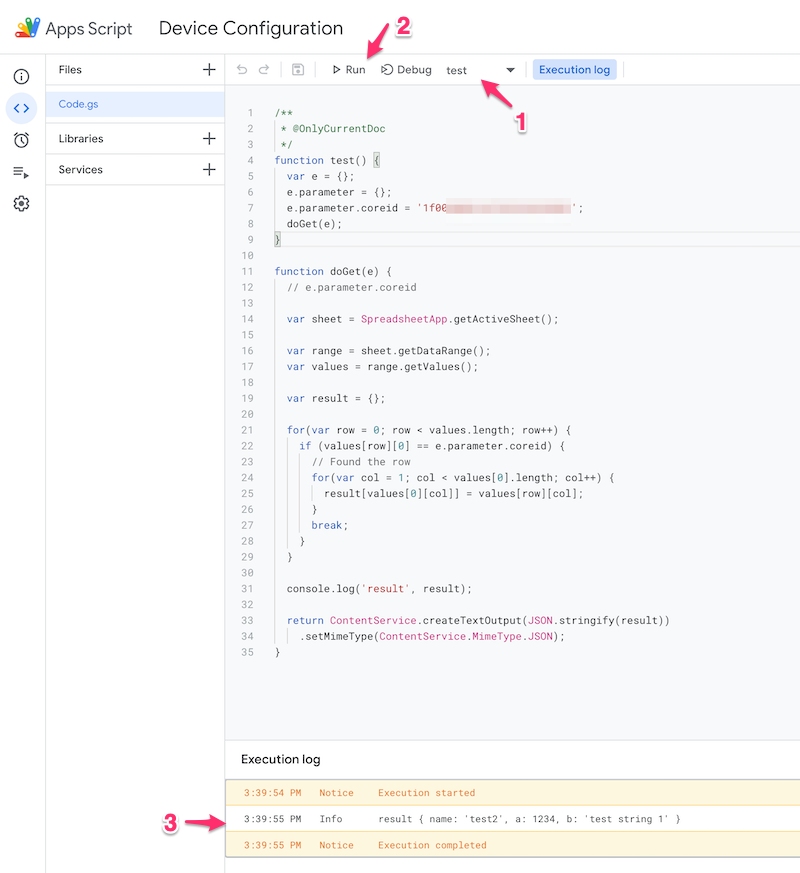 Apps Script Device Configuration
2
Files
Run Debug test Execution log
1
Code.gs
Libraries
Services
1 /**
2 * @OnlyCurrentDoc
3 */
4 function test() {
5 var e = {};
6 e.parameter = {};
7 e.parameter.coreid = '1f00 ';
8 doGet(e);
9 }
10
11 function doGet(e) {
12 // e.parameter.coreid
13
14 var sheet = SpreadsheetApp.getActiveSheet();
15
16 var range = sheet.getDataRange();
17 var values = range.getValues();
18
19 var result = {};
20
21 for(var row = 0; row < values.length; row++) {
22 if (values[row][0] == e.parameter.coreid) {
23 // Found the row
24 for(var col = 1; col < values[0].length; col++) {
25 result[values[0][col]] = values[row][col];
26 }
27 break;
28 }
29 }
30
31 console.log('result', result);
32
33 return ContentService.createTextOutput(JSON.stringify(result))
34 .setMimeType(ContentService.MimeType.JSON);
35 }
Execution log
3:39:54 PM Notice Execution started
3 3:39:55 PM Info result { name: 'test2', a: 1234, b: 'test string 1' }
3:39:55 PM Notice Execution completed